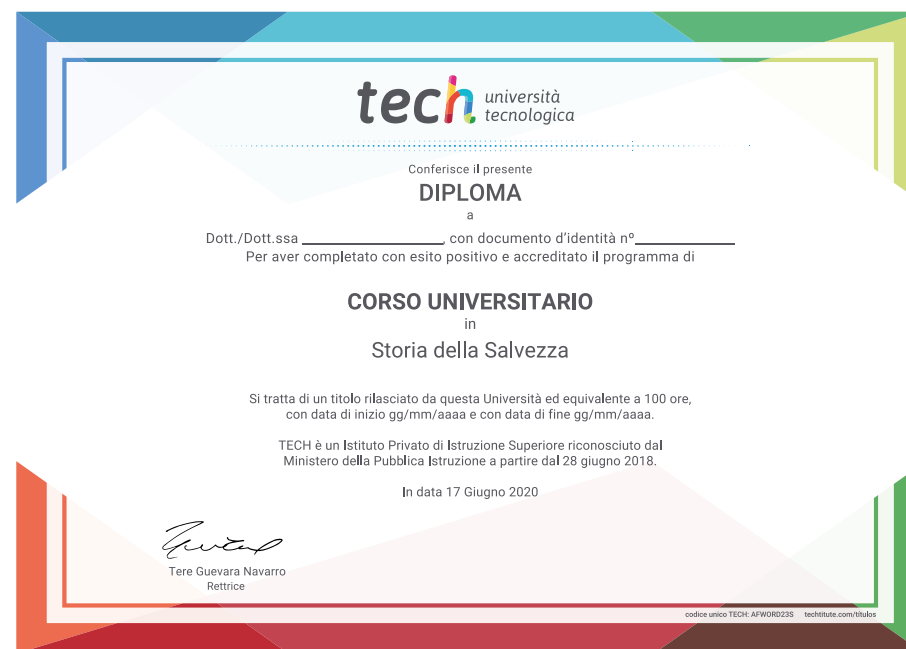 tech università
tecnologica
Conferisce il presente
DIPLOMA
a
Dott./Dott.ssa ____________________, con documento d'identità nº______________
Per aver completato con esito positivo e accreditato il programma di
CORSO UNIVERSITARIO
in
Storia della Salvezza
Si tratta di un titolo rilasciato da questa Università ed equivalente a 100 ore,
con data di inizio gg/mm/aaaa e con data di fine gg/mm/aaaa.
TECH è un Istituto Privato di Istruzione Superiore riconosciuto dal
Ministero della Pubblica Istruzione a partire dal 28 giugno 2018.
In data 17 Giugno 2020
Tere Guevara Navarro
Rettrice
codice unico TECH: AFWORD23S techtitute.com/títulos